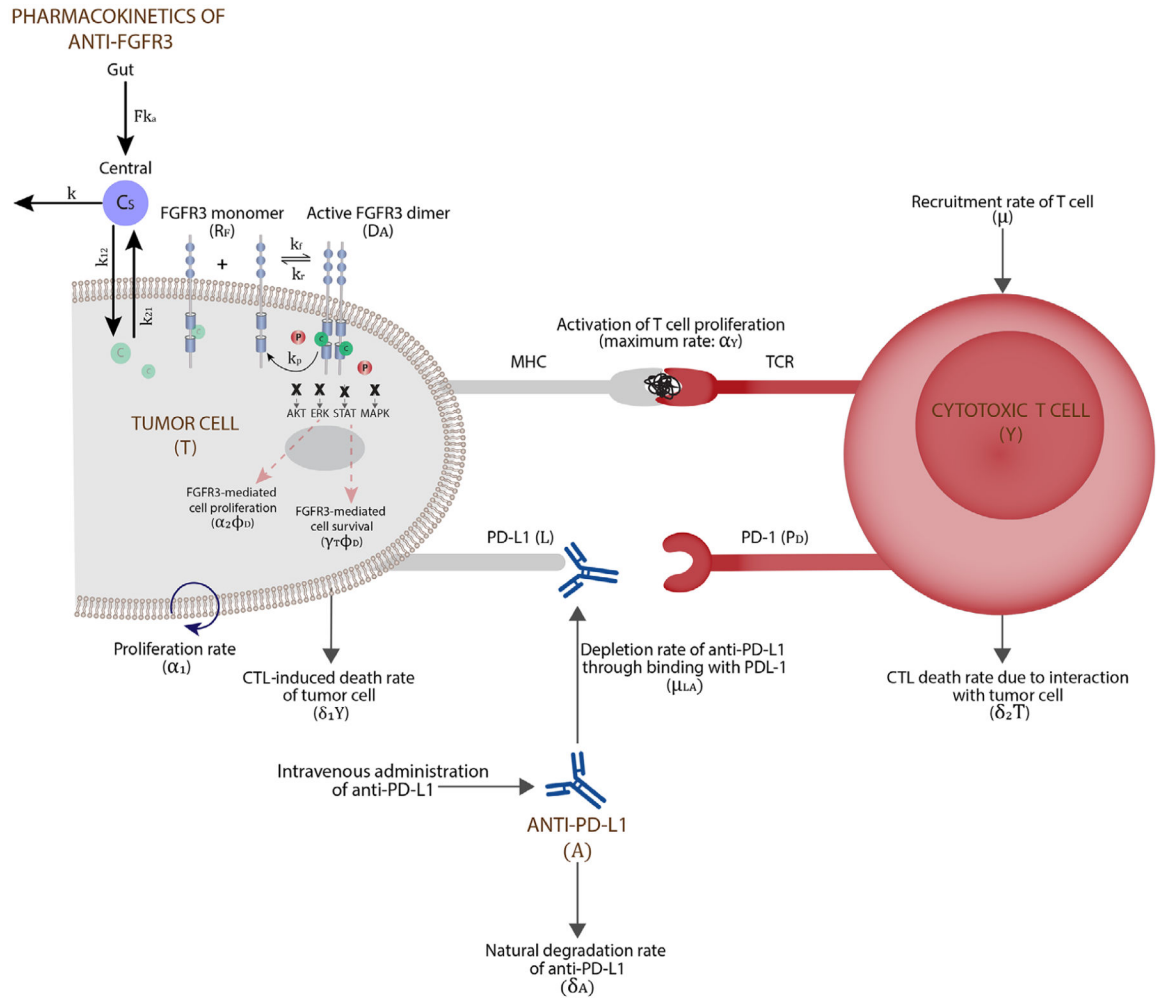 PHARMACOKINETICS OF
ANTI-FGFR3
Gut
Fkₐ
Central
k
Cs
k₁₂
k₂₁
FGFR3 monomer
(RF)
Active FGFR3 dimer
(DA)
+
kf
kr
C
C
C
P
C
C
kp
P
X X X X
AKT ERK STAT MAPK
TUMOR CELL
(T)
FGFR3-mediated
cell proliferation
(α₂ϕD)
FGFR3-mediated
cell survival
(γTϕD)
Proliferation rate
(α₁)
CTL-induced death rate
of tumor cell
(δ₁Y)
Activation of T cell proliferation
(maximum rate: αY)
MHC
TCR
PD-L1 (L)
PD-1 (PD)
Recruitment rate of T cell
(μ)
CYTOTOXIC T CELL
(Y)
CTL death rate due to interaction
with tumor cell
(δ₂T)
Depletion rate of anti-PD-L1
through binding with PDL-1
(μLA)
Intravenous administration
of anti-PD-L1
ANTI-PD-L1
(A)
Natural degradation rate
of anti-PD-L1
(δA)